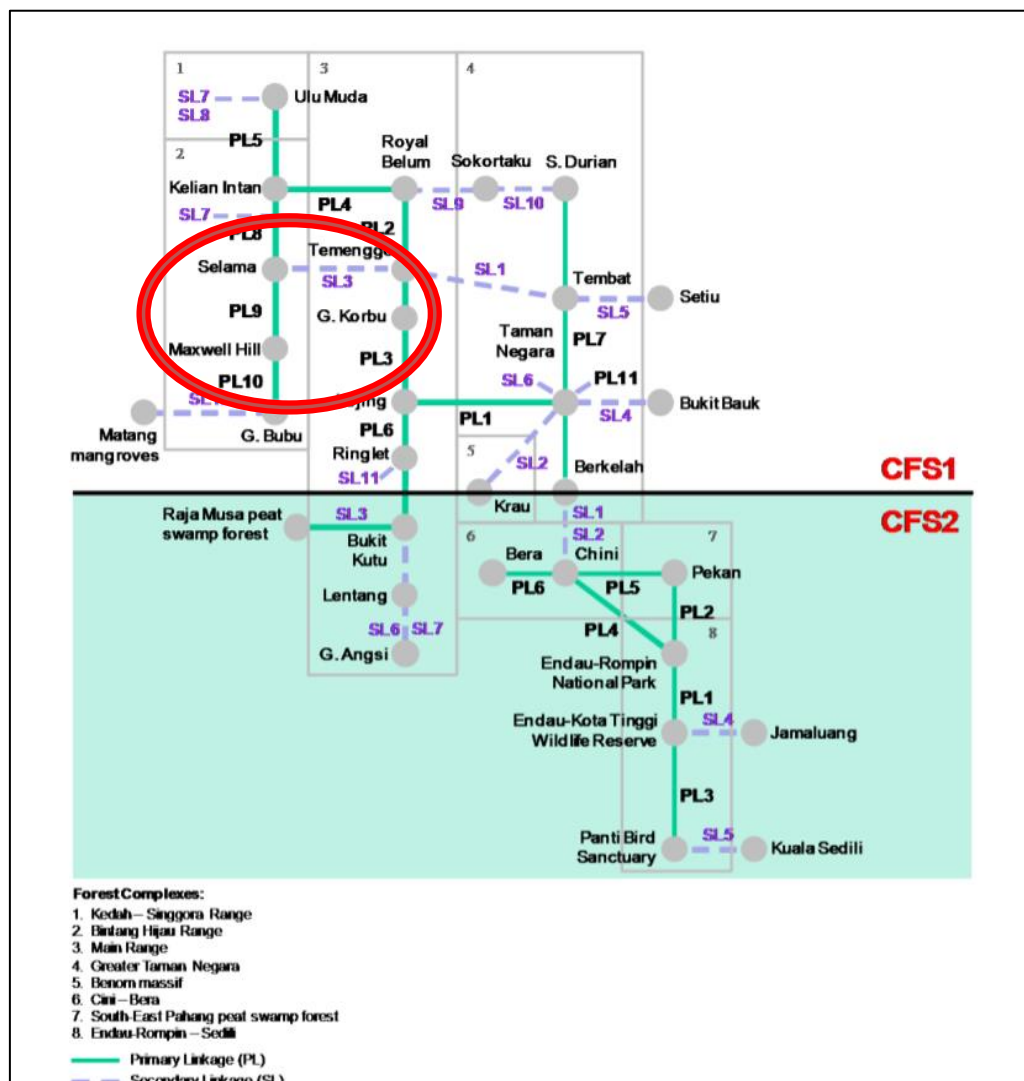 1
3
4
SL7
SL8
Ulu Muda
PL5
2
Royal
Belum
Sokortaku
S. Durian
Kelian Intan
PL4
SL9
SL10
SL7
PL8
PL2
Selama
SL3
SL1
Tembat
SL5
Setiu
PL9
G. Korbu
Taman
Negara
PL7
Maxwell Hill
PL3
SL6
PL11
PL10
PL1
SL4
Bukit Bauk
Matang
mangroves
G. Bubu
PL6
Ringlet
5
SL2
Berkelah
SL11
CFS1
Krau
Raja Musa peat
swamp forest
SL3
SL1
CFS2
Bukit
Kutu
SL2
6
Bera
Chini
7
PL6
PL5
Pekan
Lentang
PL2
SL6
SL7
PL4
8
G. Angsi
Endau-Rompin
National Park
PL1
Endau-Kota Tinggi
Wildlife Reserve
SL4
Jamaluang
PL3
Panti Bird
Sanctuary
SL5
Kuala Sedili
Forest Complexes:
1. Kedah – Singgora Range
2. Bintang Hijau Range
3. Main Range
4. Greater Taman Negara
5. Benom massif
6. Cini – Bera
7. South-East Pahang peat swamp forest
8. Endau-Rompin – Sedili
Primary Linkage (PL)
Secondary Linkage (SL)